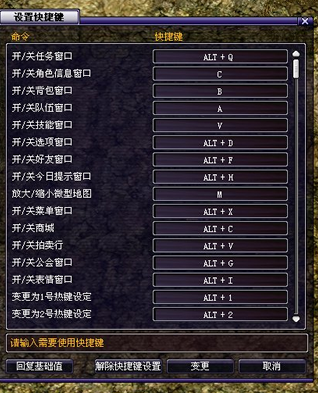 设置快捷键
命令 快捷键
开/关任务窗口 ALT + Q
开/关角色信息窗口 C
开/关背包窗口 B
开/关队伍窗口 A
开/关技能窗口 V
开/关选项窗口 ALT + D
开/关好友窗口 ALT + F
开/关今日提示窗口 ALT + H
放大/缩小微型地图 M
开/关菜单窗口 ALT + X
开/关商城 ALT + C
开/关拍卖行 ALT + V
开/关公会窗口 ALT + G
开/关表情窗口 ALT + I
变更为1号热键设定 ALT + 1
变更为2号热键设定 ALT + 2
请输入需要使用快捷键
回复基础值 解除快捷键设置 变更 取消